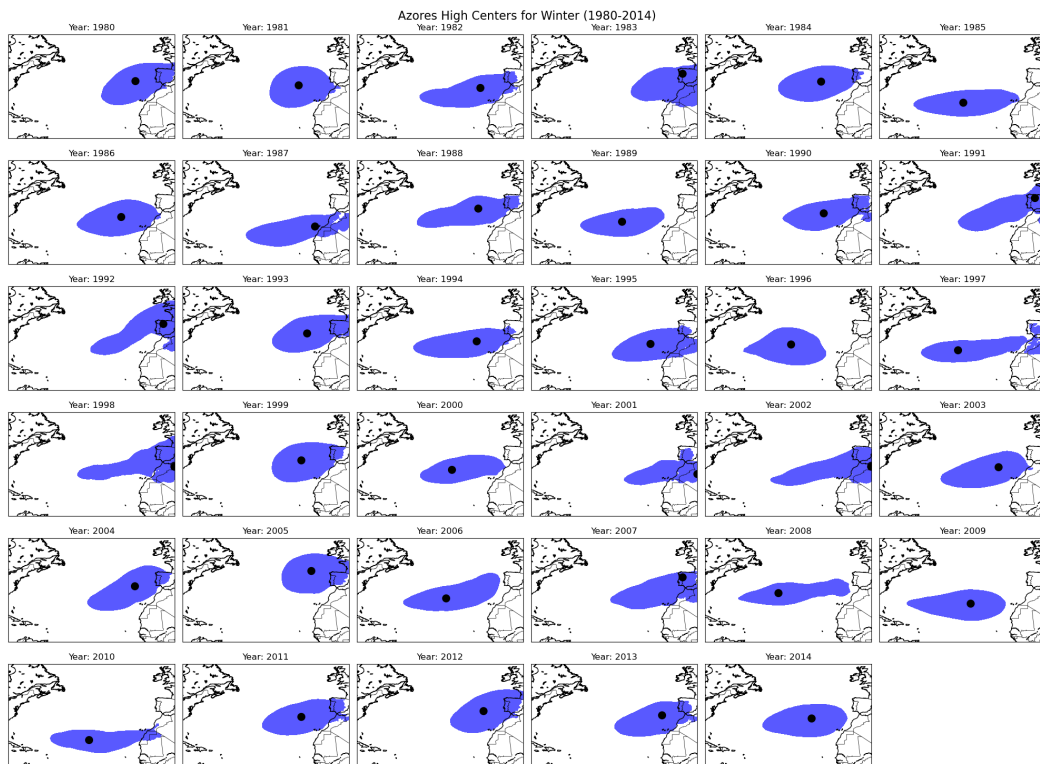 Azores High Centers for Winter (1980-2014)
Year: 1980
Year: 1981
Year: 1982
Year: 1983
Year: 1984
Year: 1985
Year: 1986
Year: 1987
Year: 1988
Year: 1989
Year: 1990
Year: 1991
Year: 1992
Year: 1993
Year: 1994
Year: 1995
Year: 1996
Year: 1997
Year: 1998
Year: 1999
Year: 2000
Year: 2001
Year: 2002
Year: 2003
Year: 2004
Year: 2005
Year: 2006
Year: 2007
Year: 2008
Year: 2009
Year: 2010
Year: 2011
Year: 2012
Year: 2013
Year: 2014